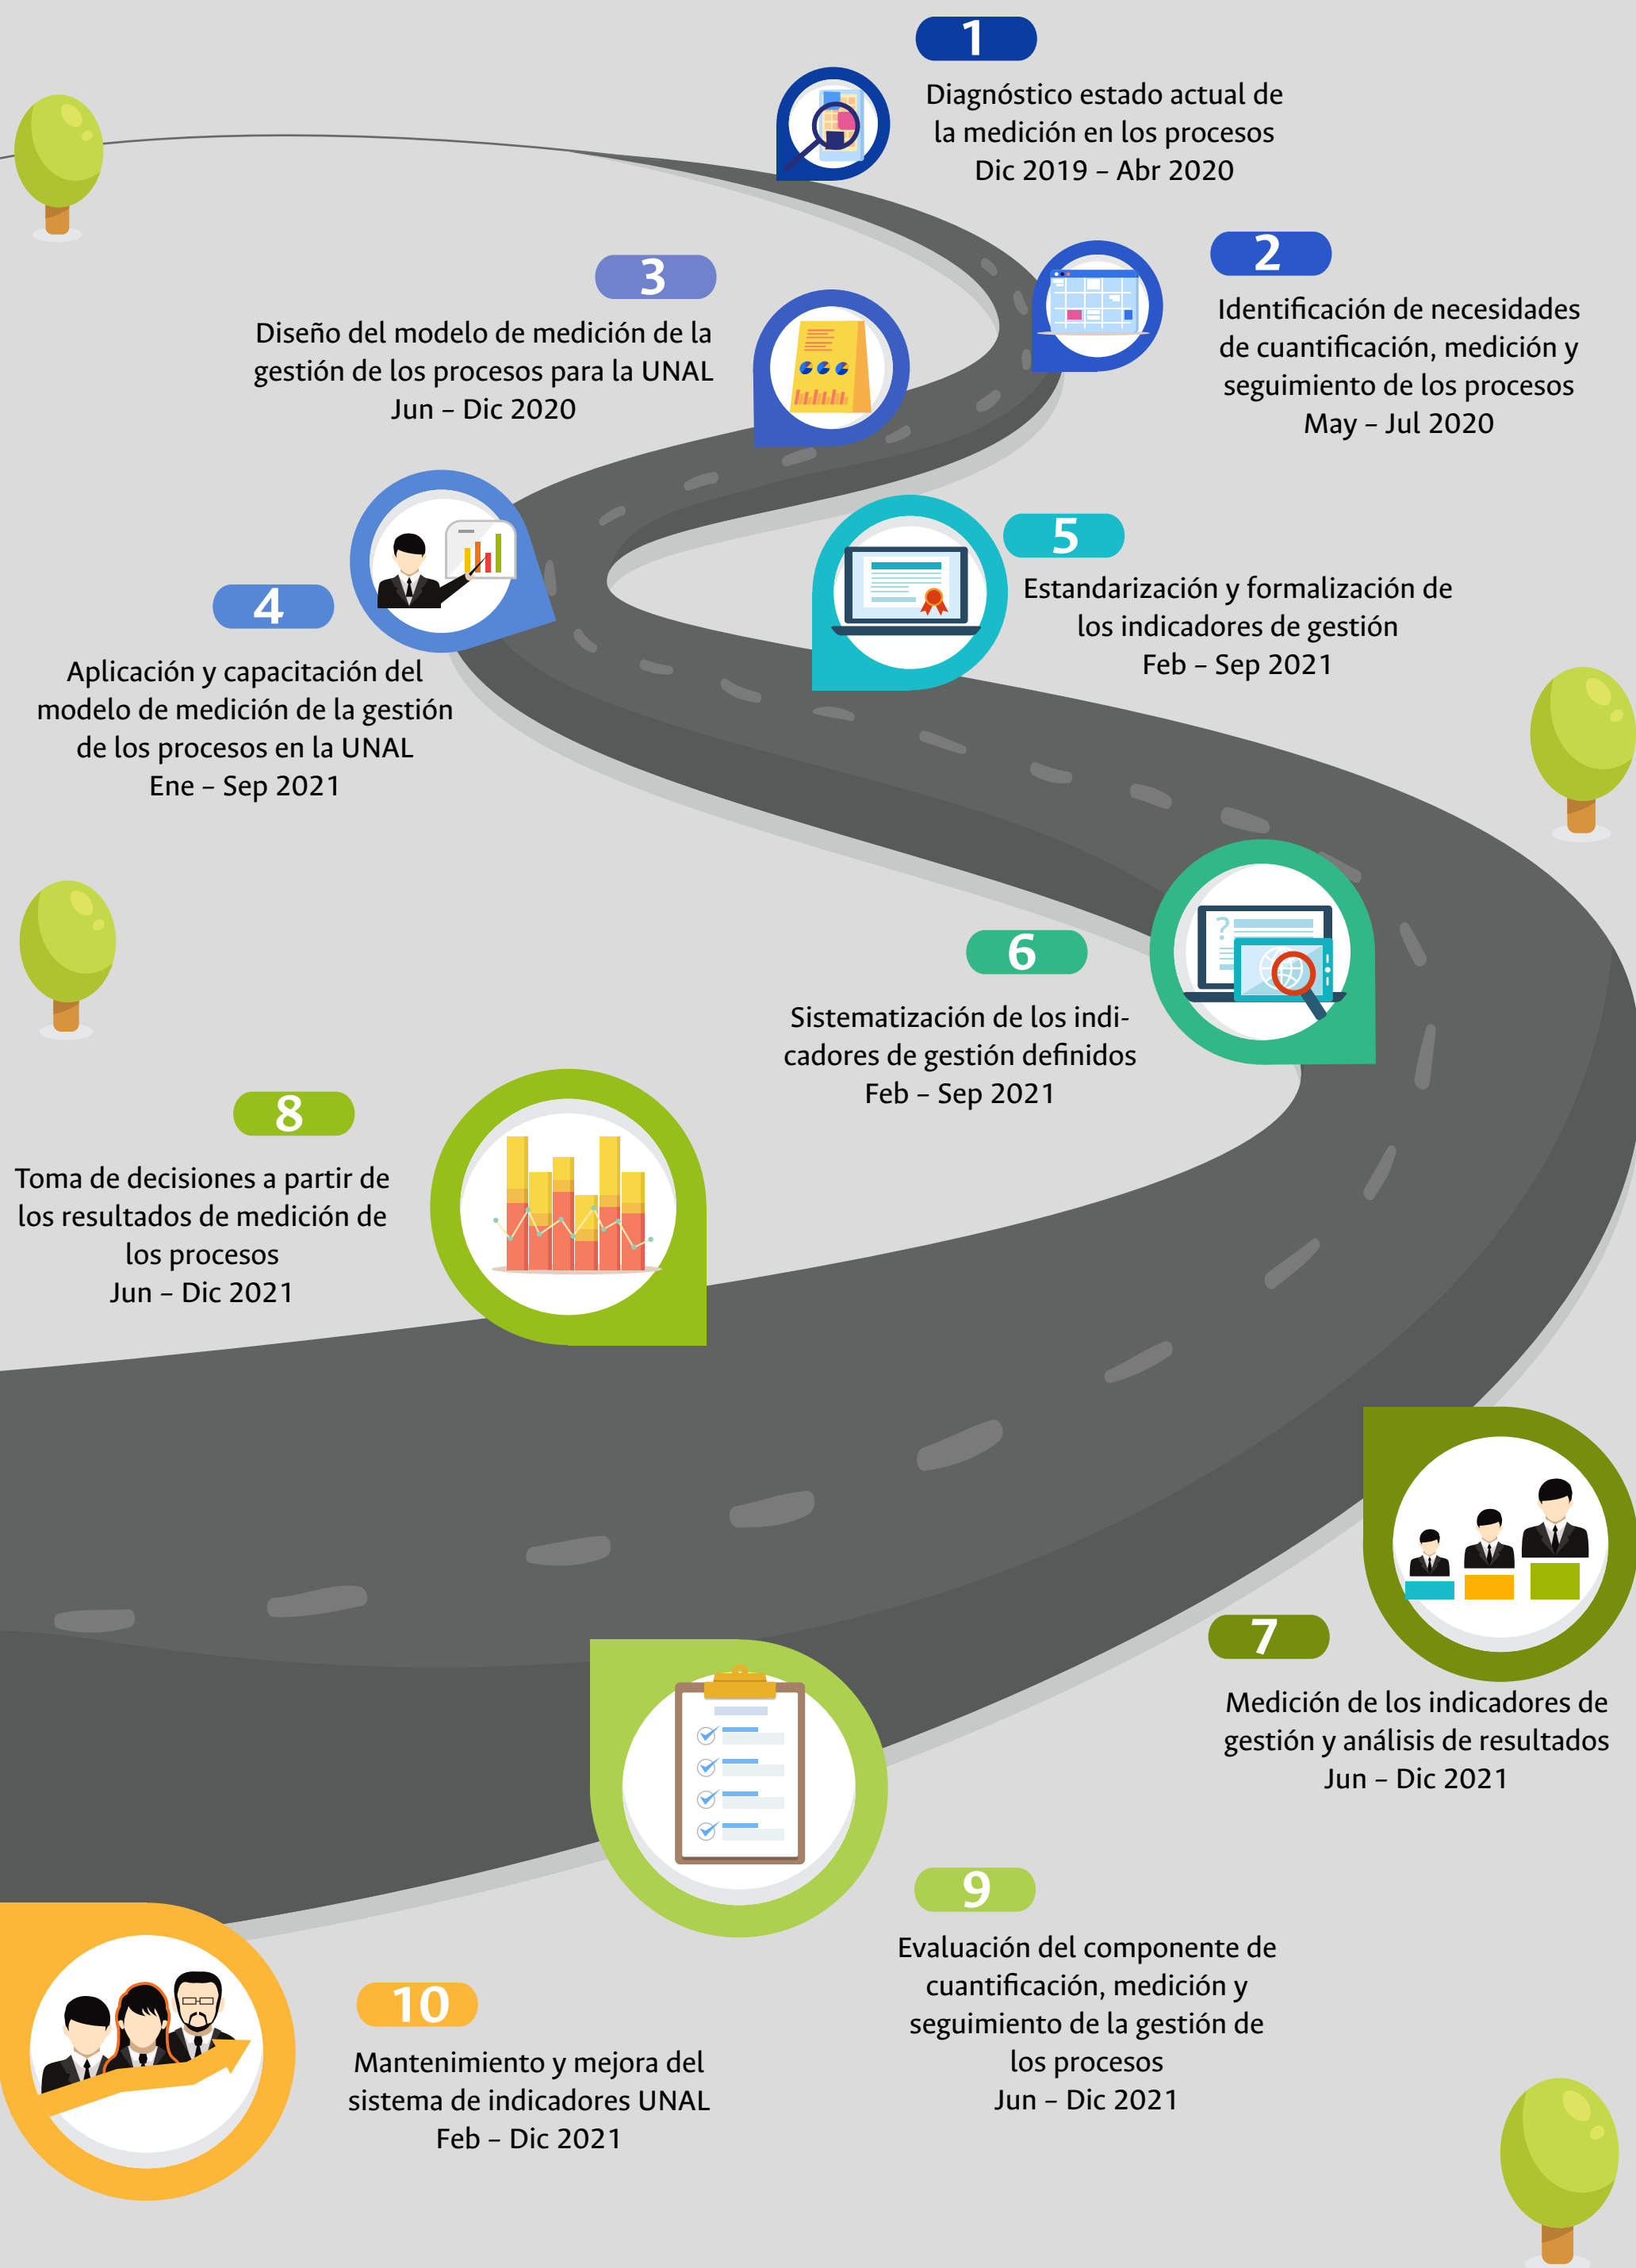 1
Diagnóstico estado actual de
la medición en los procesos
Dic 2019 – Abr 2020
2
Identificación de necesidades
de cuantificación, medición y
seguimiento de los procesos
May – Jul 2020
3
Diseño del modelo de medición de la
gestión de los procesos para la UNAL
Jun – Dic 2020
4
Aplicación y capacitación del
modelo de medición de la gestión
de los procesos en la UNAL
Ene – Sep 2021
5
Estandarización y formalización de
los indicadores de gestión
Feb – Sep 2021
?
6
Sistematización de los indi-
cadores de gestión definidos
Feb – Sep 2021
7
Medición de los indicadores de
gestión y análisis de resultados
Jun – Dic 2021
8
Toma de decisiones a partir de
los resultados de medición de
los procesos
Jun – Dic 2021
9
Evaluación del componente de
cuantificación, medición y
seguimiento de la gestión de
los procesos
Jun – Dic 2021
10
Mantenimiento y mejora del
sistema de indicadores UNAL
Feb – Dic 2021